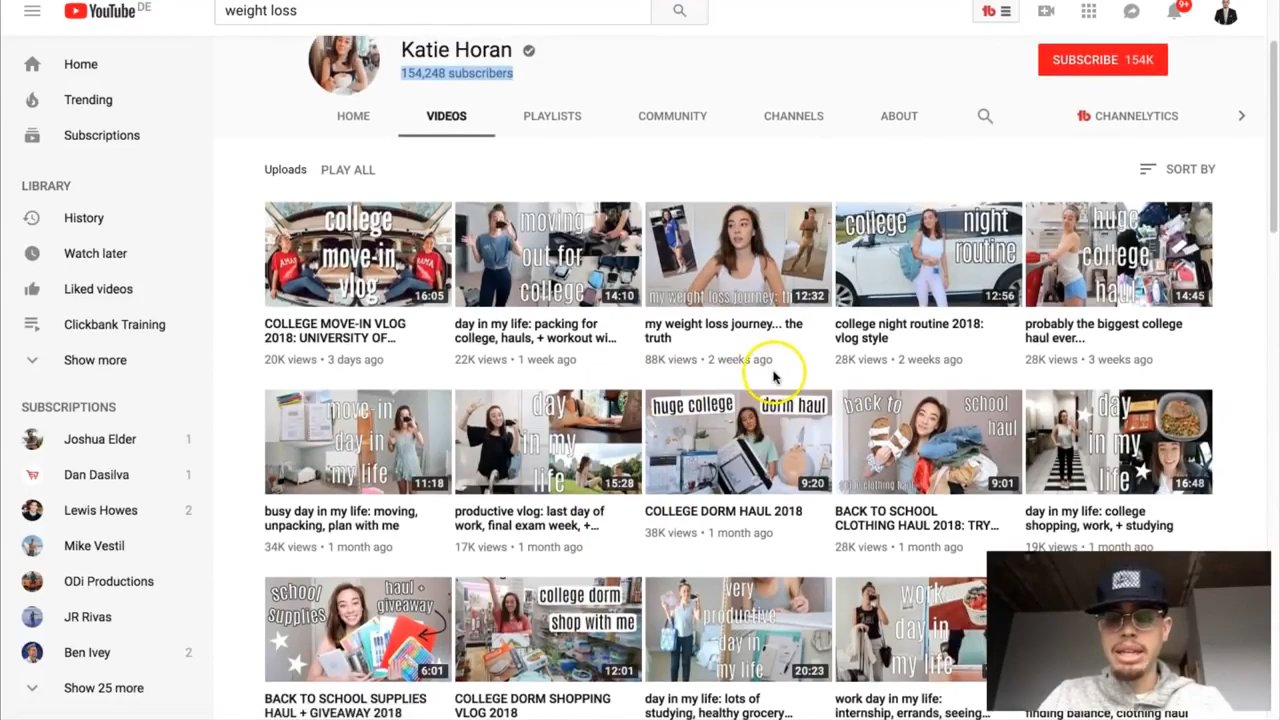 YouTube DE
weight loss
9+
Katie Horan
154,248 subscribers
SUBSCRIBE 154K
Home
Trending
Subscriptions
LIBRARY
History
Watch later
Liked videos
Clickbank Training
Show more
SUBSCRIPTIONS
Joshua Elder 1
Dan Dasilva 1
Lewis Howes 2
Mike Vestil
ODi Productions
JR Rivas
Ben Ivey 2
Show 25 more
HOME VIDEOS PLAYLISTS COMMUNITY CHANNELS ABOUT tb CHANNELYTICS
Uploads PLAY ALL SORT BY
college
move-in
vlog
16:05
COLLEGE MOVE-IN VLOG
2018: UNIVERSITY OF...
20K views • 3 days ago
moving
out for
college
14:10
day in my life: packing for
college, hauls, + workout wi...
22K views • 1 week ago
my weight loss journey:
12:32
my weight loss journey... the
truth
88K views • 2 weeks ago
college night
routine
12:56
college night routine 2018:
vlog style
28K views • 2 weeks ago
huge
college
haul
14:45
probably the biggest college
haul ever...
28K views • 3 weeks ago
move-in
day in
my life
11:18
busy day in my life: moving,
unpacking, plan with me
34K views • 1 month ago
day
in my
life
15:28
productive vlog: last day of
work, final exam week, +...
17K views • 1 month ago
huge college dorm haul
9:20
COLLEGE DORM HAUL 2018
38K views • 1 month ago
back to school
haul
9:01
BACK TO SCHOOL
CLOTHING HAUL 2018: TRY...
28K views • 1 month ago
day
in my
life
16:48
day in my life: college
shopping, work, + studying
19K views • 1 month ago
school
supplies
haul +
giveaway
6:01
BACK TO SCHOOL SUPPLIES
HAUL + GIVEAWAY 2018
college dorm
shop with me
12:01
COLLEGE DORM SHOPPING
VLOG 2018
very
productive
day in
my life
20:23
day in my life: lots of
studying, healthy grocery...
work
day in
my life
work day in my life:
internship, errands, seeing...
finding balance, clothing haul